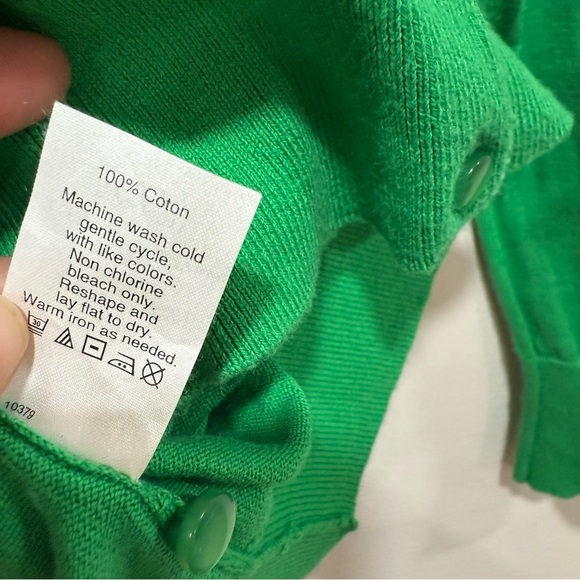 100% Coton
Machine wash cold
gentle cycle,
with like colors.
Non chlorine
bleach only.
Reshape and
lay flat to dry.
Warm iron as needed.
30
10379